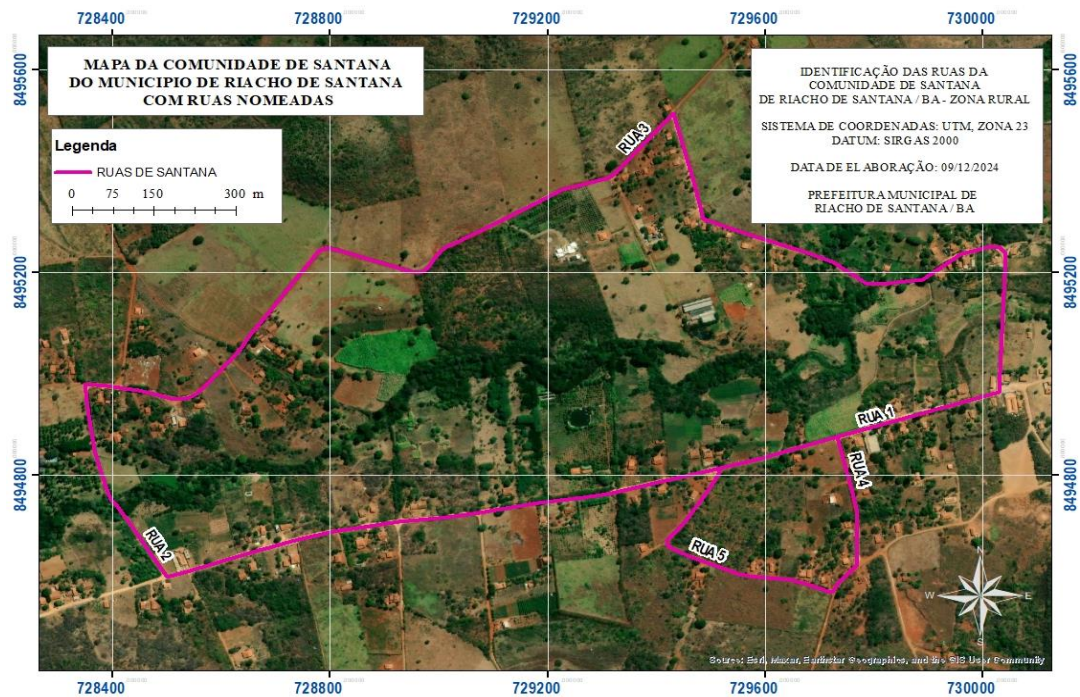 728400 728800 729200 729600 730000
MAPA DA COMUNIDADE DE SANTANA
DO MUNICIPIO DE RIACHO DE SANTANA
COM RUAS NOMEADAS
Legenda
RUAS DE SANTANA
0 75 150 300 m
IDENTIFICAÇÃO DAS RUAS DA
COMUNIDADE DE SANTANA
DE RIACHO DE SANTANA / BA - ZONA RURAL
SISTEMA DE COORDENADAS: UTM, ZONA 23
DATUM: SIRGAS 2000
DATA DE ELABORAÇÃO: 09/12/2024
PREFEITURA MUNICIPAL DE
RIACHO DE SANTANA / BA
8495600
8495600
RUA 3
8495200
8495200
RUA 1
RUA 4
8494800
8494800
RUA 2
RUA 5
N
W
E
S
Source: Esri, Maxar, Earthstar Geographics, and the GIS User Community
728400 728800 729200 729600 730000